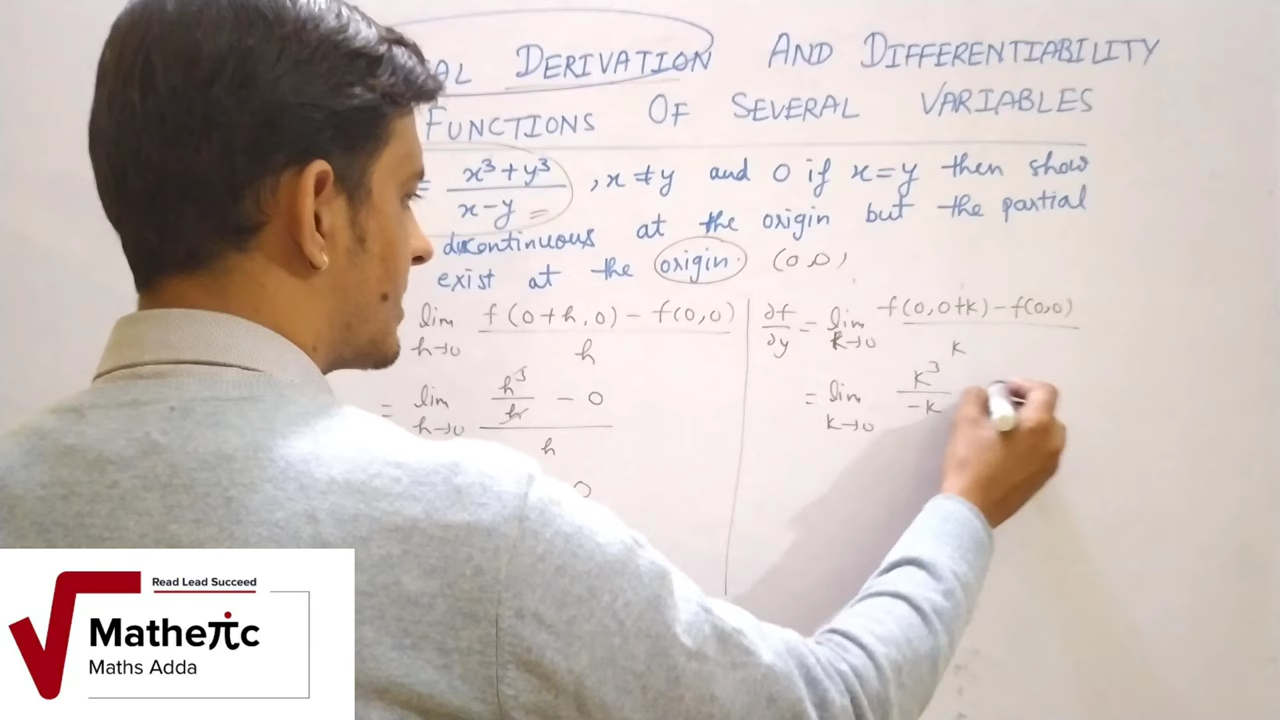 AL DERIVATION AND DIFFERENTIABILITY
FUNCTIONS OF SEVERAL VARIABLES
= x³+y³ / x-y , x ≠ y and 0 if x=y then show
discontinuous at the origin but the partial
exist at the origin. (0,0)
lim h→0 f(0+h,0) - f(0,0) / h
= lim h→0 h³/h - 0 / h
0
∂f/∂y = lim k→0 f(0,0+k) - f(0,0) / k
= lim k→0 k³/-k
Read Lead Succeed
Matheπc
Maths Adda